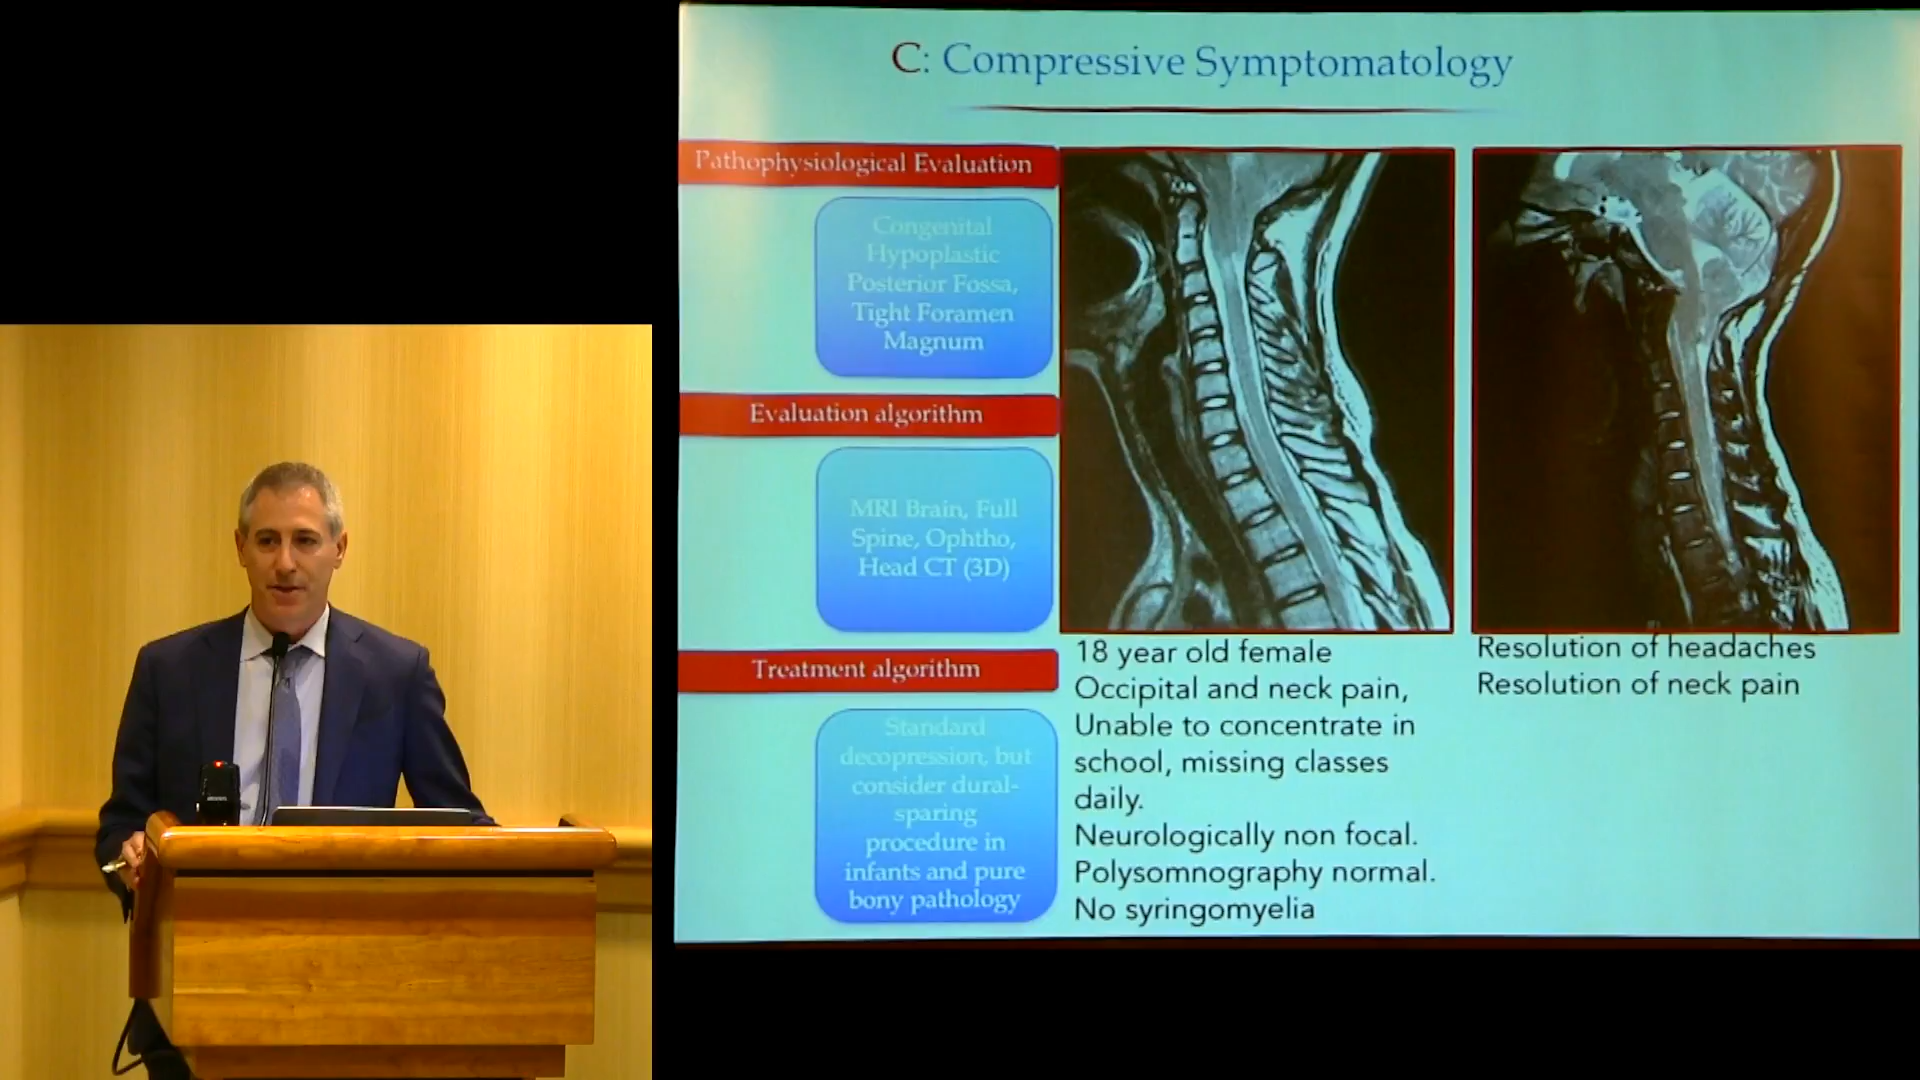 C: Compressive Symptomatology
Pathophysiological Evaluation
Congenital
Hypoplastic
Posterior Fossa,
Tight Foramen
Magnum
Evaluation algorithm
MRI Brain, Full
Spine, Ophtho,
Head CT (3D)
Treatment algorithm
Standard
decopression, but
consider dural-
sparing
procedure in
infants and pure
bony pathology
18 year old female
Occipital and neck pain,
Unable to concentrate in
school, missing classes
daily.
Neurologically non focal.
Polysomnography normal.
No syringomyelia
Resolution of headaches
Resolution of neck pain